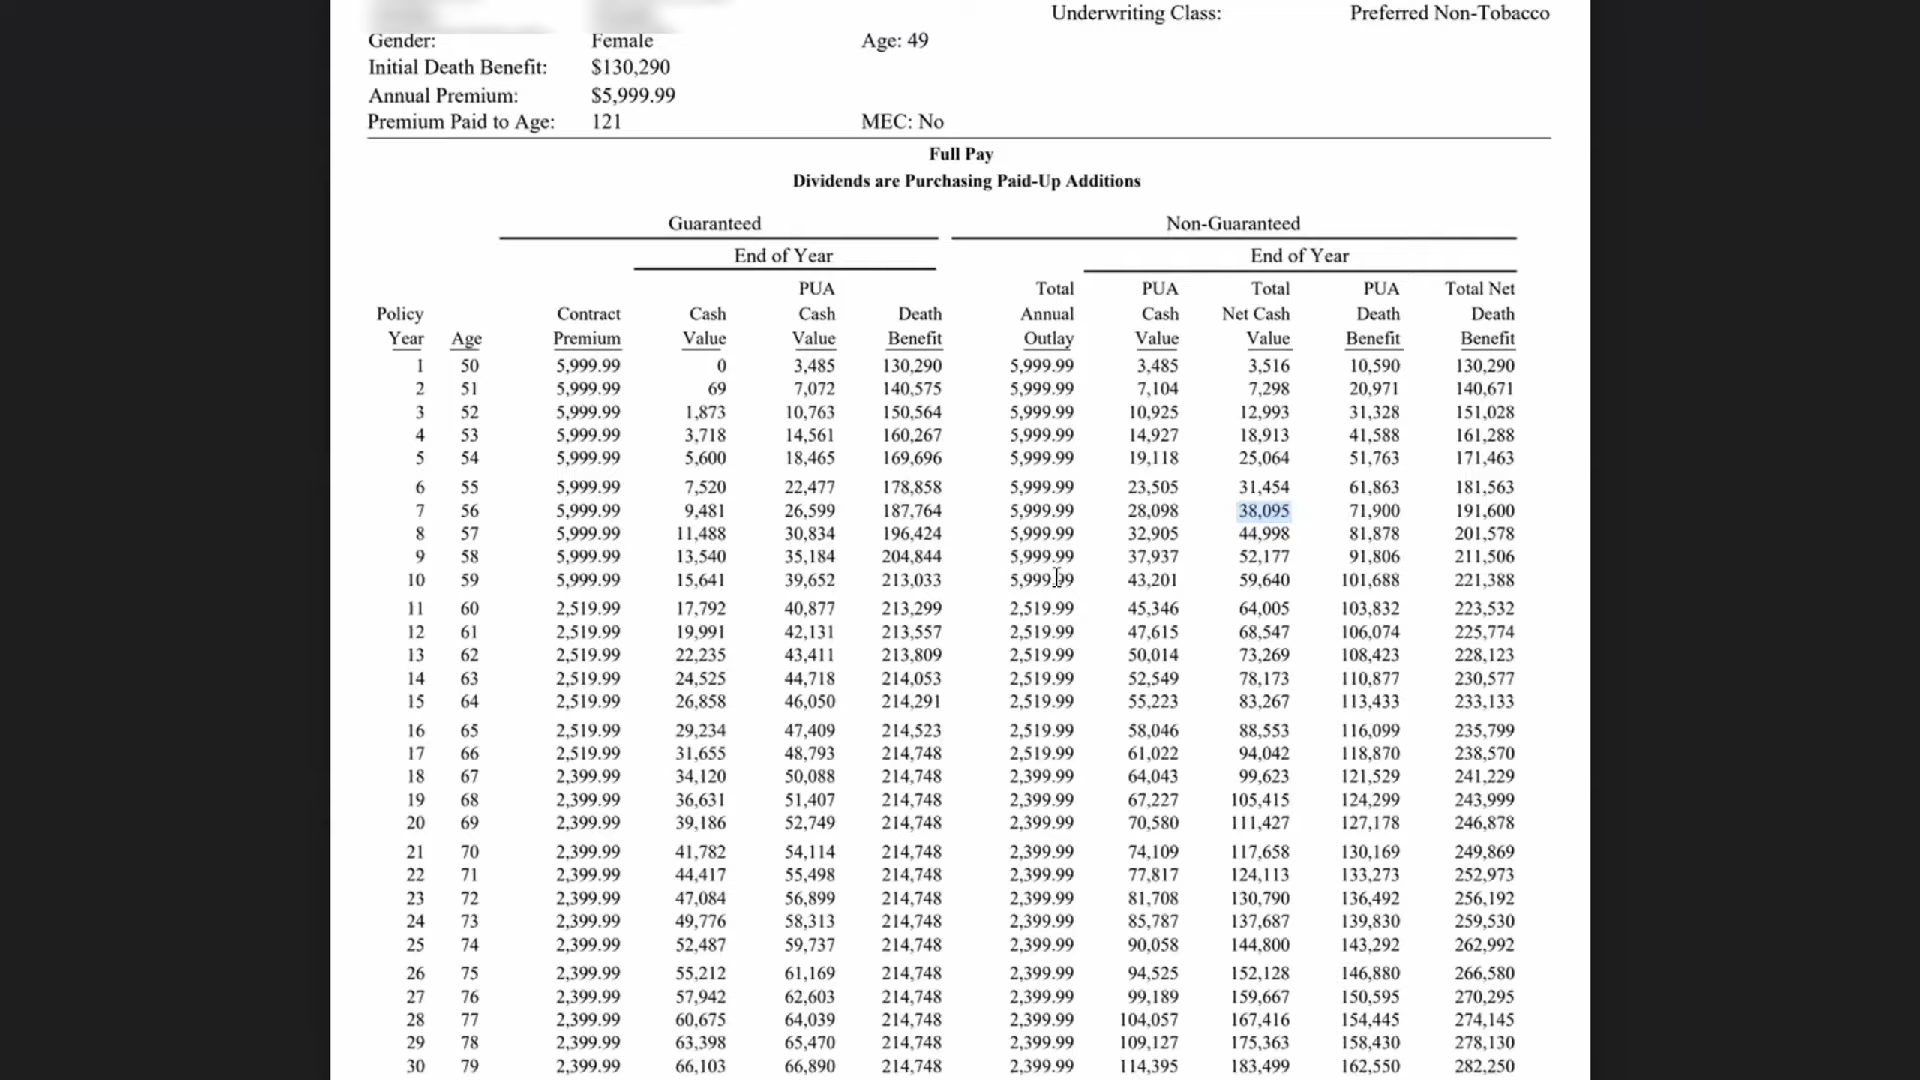 Underwriting Class: Preferred Non-Tobacco
Gender: Female Age: 49
Initial Death Benefit: $130,290
Annual Premium: $5,999.99
Premium Paid to Age: 121 MEC: No
Full Pay
Dividends are Purchasing Paid-Up Additions
Guaranteed Non-Guaranteed
End of Year End of Year
PUA Total PUA Total PUA Total Net
Policy Contract Cash Cash Death Annual Cash Net Cash Death Death
Year Age Premium Value Value Benefit Outlay Value Value Benefit Benefit
1 50 5,999.99 0 3,485 130,290 5,999.99 3,485 3,516 10,590 130,290
2 51 5,999.99 69 7,072 140,575 5,999.99 7,104 7,298 20,971 140,671
3 52 5,999.99 1,873 10,763 150,564 5,999.99 10,925 12,993 31,328 151,028
4 53 5,999.99 3,718 14,561 160,267 5,999.99 14,927 18,913 41,588 161,288
5 54 5,999.99 5,600 18,465 169,696 5,999.99 19,118 25,064 51,763 171,463
6 55 5,999.99 7,520 22,477 178,858 5,999.99 23,505 31,454 61,863 181,563
7 56 5,999.99 9,481 26,599 187,764 5,999.99 28,098 38,095 71,900 191,600
8 57 5,999.99 11,488 30,834 196,424 5,999.99 32,905 44,998 81,878 201,578
9 58 5,999.99 13,540 35,184 204,844 5,999.99 37,937 52,177 91,806 211,506
10 59 5,999.99 15,641 39,652 213,033 5,999.99 43,201 59,640 101,688 221,388
11 60 2,519.99 17,792 40,877 213,299 2,519.99 45,346 64,005 103,832 223,532
12 61 2,519.99 19,991 42,131 213,557 2,519.99 47,615 68,547 106,074 225,774
13 62 2,519.99 22,235 43,411 213,809 2,519.99 50,014 73,269 108,423 228,123
14 63 2,519.99 24,525 44,718 214,053 2,519.99 52,549 78,173 110,877 230,577
15 64 2,519.99 26,858 46,050 214,291 2,519.99 55,223 83,267 113,433 233,133
16 65 2,519.99 29,234 47,409 214,523 2,519.99 58,046 88,553 116,099 235,799
17 66 2,519.99 31,655 48,793 214,748 2,519.99 61,022 94,042 118,870 238,570
18 67 2,399.99 34,120 50,088 214,748 2,399.99 64,043 99,623 121,529 241,229
19 68 2,399.99 36,631 51,407 214,748 2,399.99 67,227 105,415 124,299 243,999
20 69 2,399.99 39,186 52,749 214,748 2,399.99 70,580 111,427 127,178 246,878
21 70 2,399.99 41,782 54,114 214,748 2,399.99 74,109 117,658 130,169 249,869
22 71 2,399.99 44,417 55,498 214,748 2,399.99 77,817 124,113 133,273 252,973
23 72 2,399.99 47,084 56,899 214,748 2,399.99 81,708 130,790 136,492 256,192
24 73 2,399.99 49,776 58,313 214,748 2,399.99 85,787 137,687 139,830 259,530
25 74 2,399.99 52,487 59,737 214,748 2,399.99 90,058 144,800 143,292 262,992
26 75 2,399.99 55,212 61,169 214,748 2,399.99 94,525 152,128 146,880 266,580
27 76 2,399.99 57,942 62,603 214,748 2,399.99 99,189 159,667 150,595 270,295
28 77 2,399.99 60,675 64,039 214,748 2,399.99 104,057 167,416 154,445 274,145
29 78 2,399.99 63,398 65,470 214,748 2,399.99 109,127 175,363 158,430 278,130
30 79 2,399.99 66,103 66,890 214,748 2,399.99 114,395 183,499 162,550 282,250